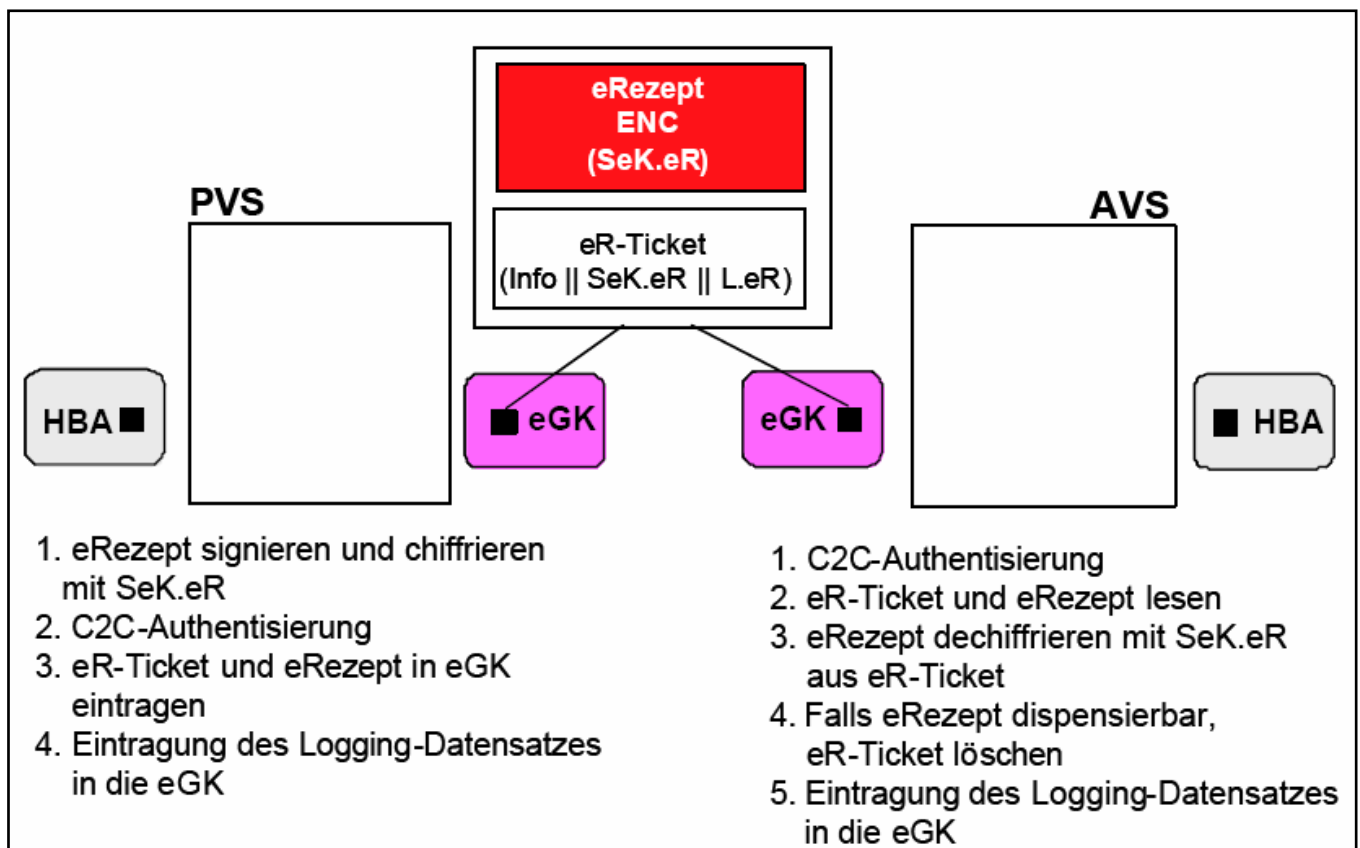 eRezept
ENC
(SeK.eR)
eR-Ticket
(Info || SeK.eR || L.eR)
PVS
AVS
HBA
eGK
eGK
HBA
1. eRezept signieren und chiffrieren
mit SeK.eR
2. C2C-Authentisierung
3. eR-Ticket und eRezept in eGK
eintragen
4. Eintragung des Logging-Datensatzes
in die eGK
1. C2C-Authentisierung
2. eR-Ticket und eRezept lesen
3. eRezept dechiffrieren mit SeK.eR
aus eR-Ticket
4. Falls eRezept dispensierbar,
eR-Ticket löschen
5. Eintragung des Logging-Datensatzes
in die eGK